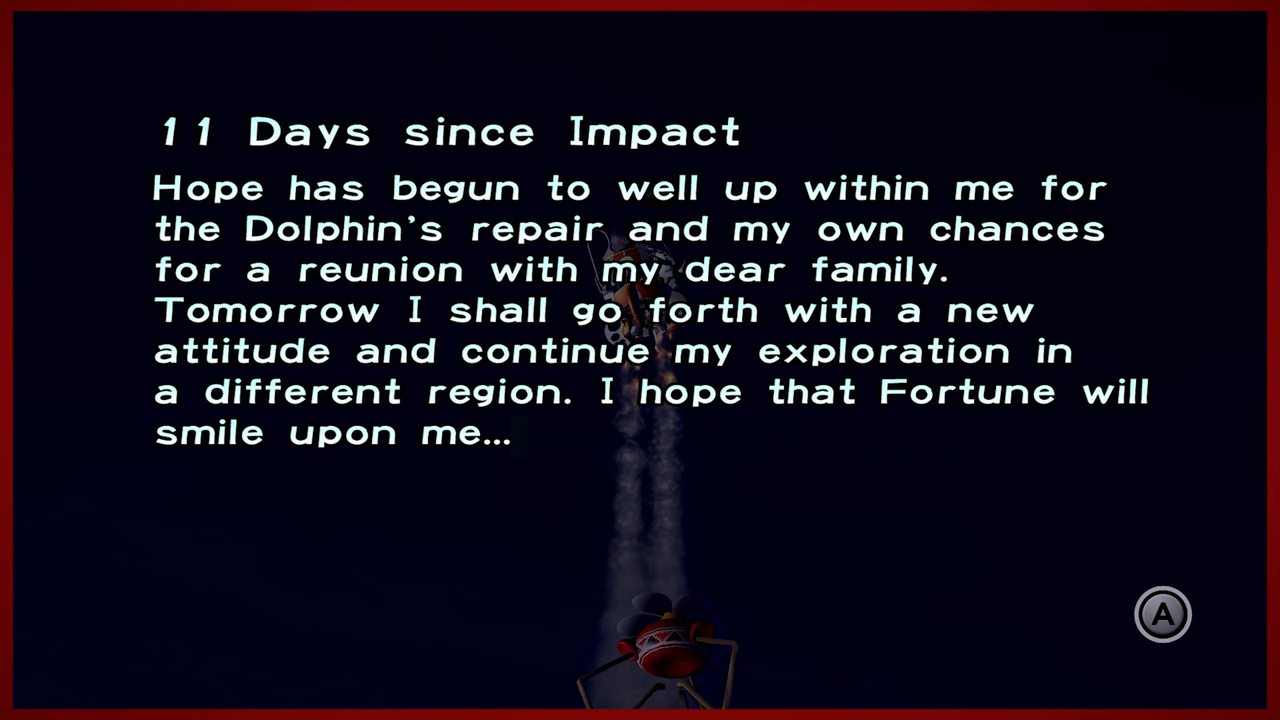 11 Days since Impact
Hope has begun to well up within me for
the Dolphin's repair and my own chances
for a reunion with my dear family.
Tomorrow I shall go forth with a new
attitude and continue my exploration in
a different region. I hope that Fortune will
smile upon me...
A